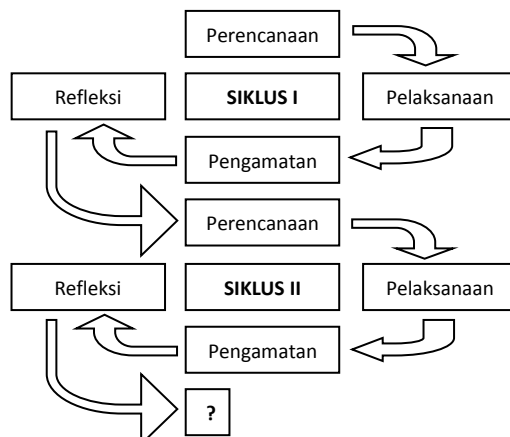 Perencanaan
Refleksi
SIKLUS I
Pelaksanaan
Pengamatan
Perencanaan
Refleksi
SIKLUS II
Pelaksanaan
Pengamatan
?